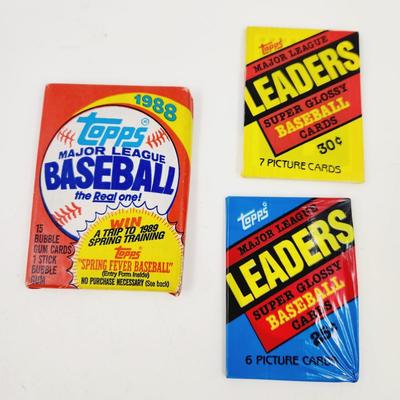 1988
Topps
MAJOR LEAGUE
BASEBALL
the Real one!
15
BUBBLE
GUM CARDS
1 STICK
BUBBLE
GUM
WIN
A TRIP TO 1989
SPRING TRAINING
Topps
"SPRING FEVER BASEBALL"
(Entry Form Inside)
NO PURCHASE NECESSARY (See back)
Topps
MAJOR LEAGUE
LEADERS
SUPER GLOSSY
BASEBALL
CARDS
30¢
7 PICTURE CARDS
Topps
MAJOR LEAGUE
LEADERS
SUPER GLOSSY
BASEBALL
CARDS
25¢
6 PICTURE CARDS